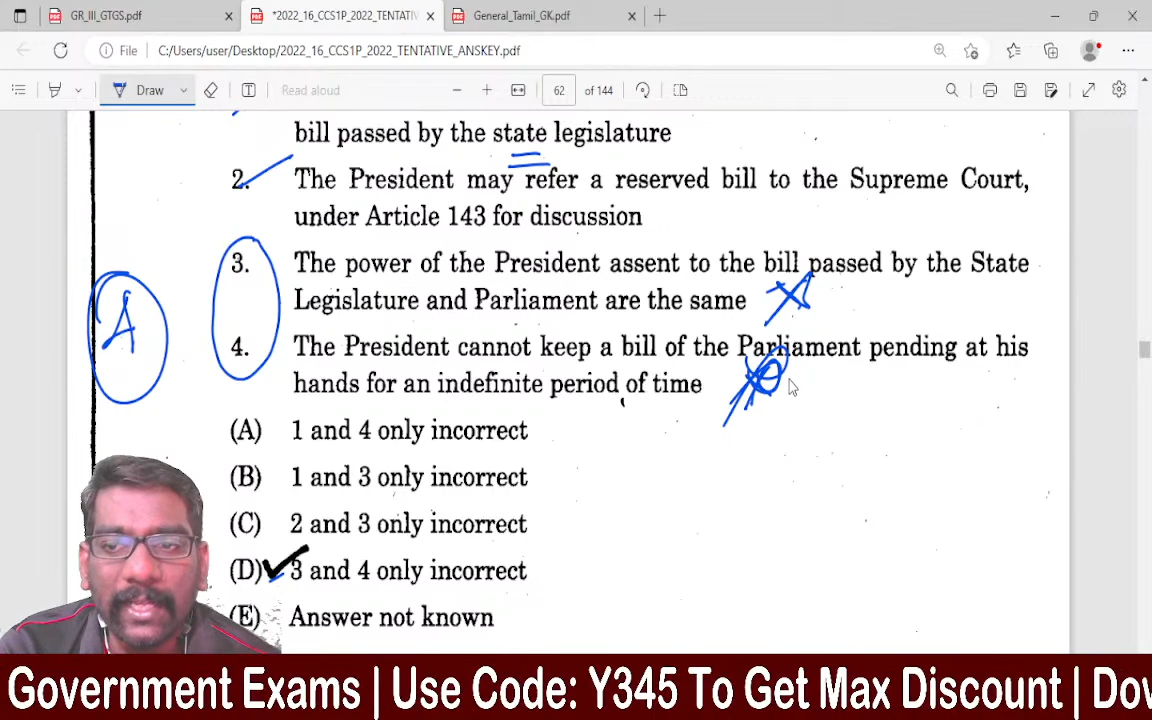 GR_III_GTGS.pdf
*2022_16_CCS1P_2022_TENTATIV
General_Tamil_GK.pdf
File
C:/Users/user/Desktop/2022_16_CCS1P_2022_TENTATIVE_ANSKEY.pdf
Draw
Read aloud
62
of 144
bill passed by the state legislature
2. The President may refer a reserved bill to the Supreme Court,
under Article 143 for discussion
3. The power of the President assent to the bill passed by the State
Legislature and Parliament are the same
4. The President cannot keep a bill of the Parliament pending at his
hands for an indefinite period of time
A
(A) 1 and 4 only incorrect
(B) 1 and 3 only incorrect
(C) 2 and 3 only incorrect
(D) 3 and 4 only incorrect
(E) Answer not known
Government Exams | Use Code: Y345 To Get Max Discount | Dov